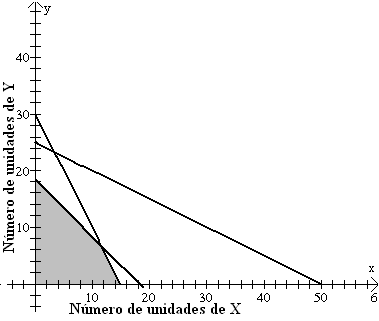 y
40
30
20
10
Número de unidades de Y
x
10
20
30
40
50
6
Número de unidades de X